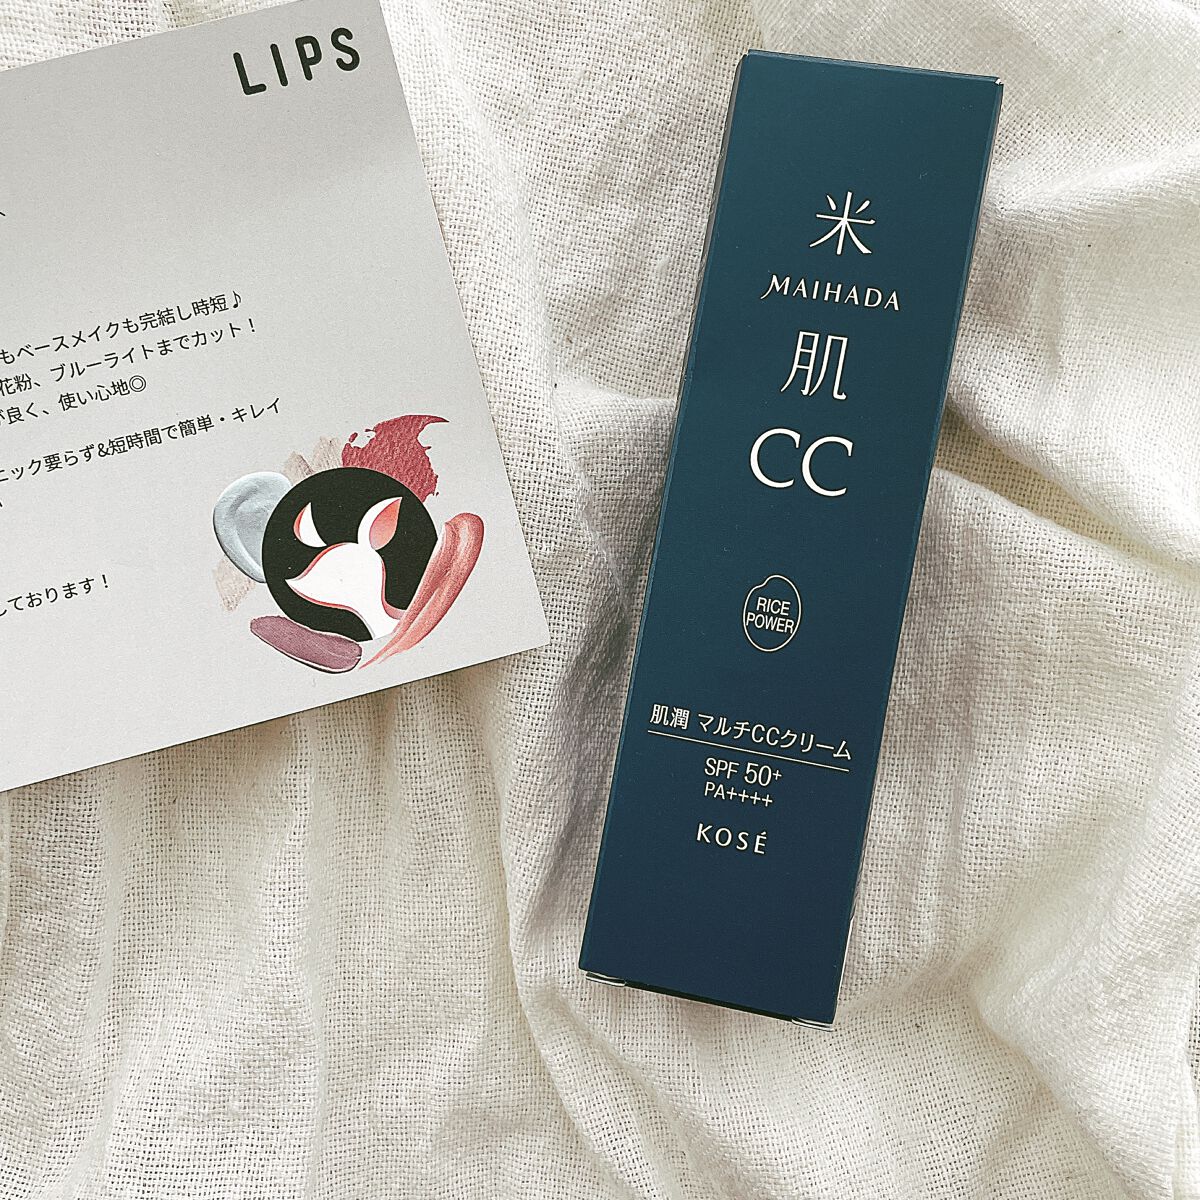 LIPS
もベースメイクも完結し時短♪
花粉、ブルーライトまでカット！
良く、使い心地◎
ニック要らず&短時間で簡単・キレイ
しております！
米
MAIHADA
肌
CC
RICE
POWER
肌潤 マルチCCクリーム
SPF 50+
PA++++
KOSÉ